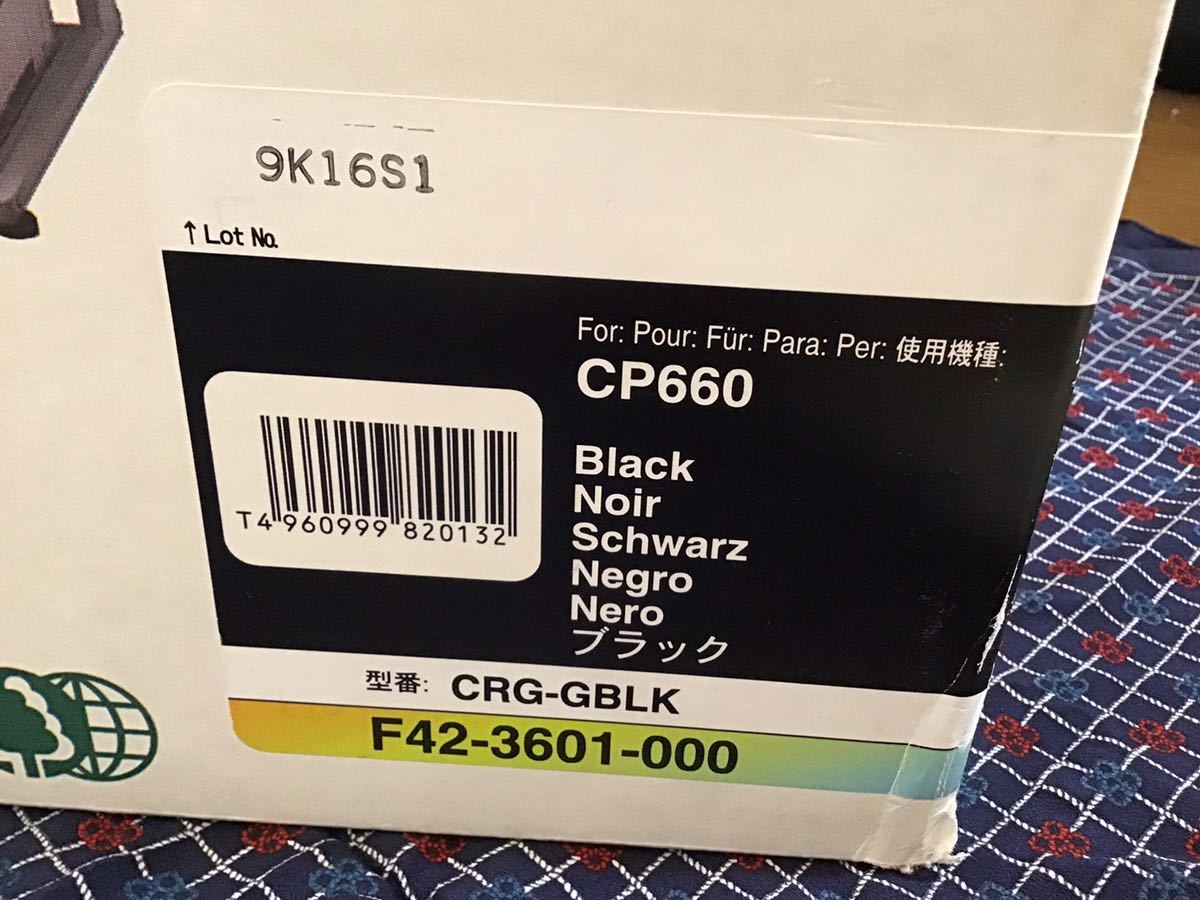 9K16S1
↑Lot No.
For: Pour: Für: Para: Per: 使用機種:
CP660
Black
Noir
Schwarz
Negro
Nero
ブラック
T4 960999 820132
型番: CRG-GBLK
F42-3601-000